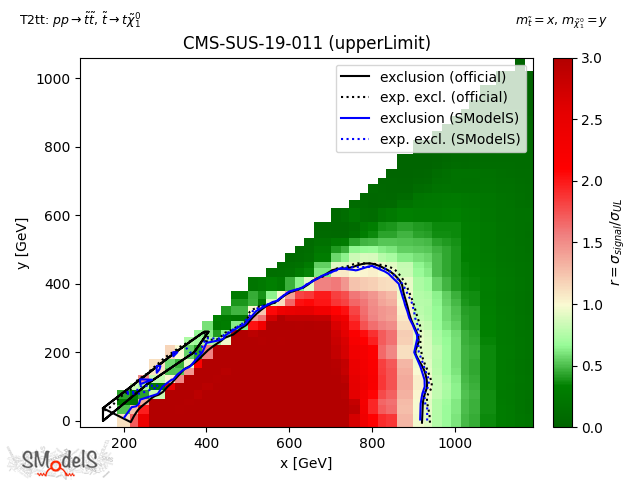 T2tt: pp → t̃t̃, t̃ → tχ̃⁰₁
m_t̃ = x, m_χ̃⁰₁ = y
CMS-SUS-19-011 (upperLimit)
exclusion (official)
exp. excl. (official)
exclusion (SModelS)
exp. excl. (SModelS)
1000
800
600
400
200
0
y [GeV]
200 400 600 800 1000
x [GeV]
3.0
2.5
2.0
1.5
1.0
0.5
0.0
r = σ_signal/σ_UL
SModelS